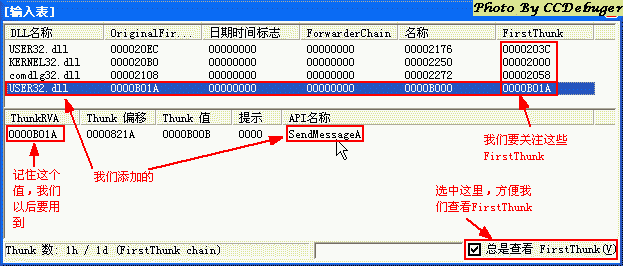 [输入表]
Photo By CCDebuger
DLL名称 OriginalFir... 日期时间标志 ForwarderChain 名称 FirstThunk
USER32.dll 000020EC 00000000 00000000 00002176 0000203C
KERNEL32.dll 000020B0 00000000 00000000 00002250 00002000
comdlg32.dll 00002108 00000000 00000000 00002272 00002058
USER32.dll 0000B01A 00000000 00000000 0000B000 0000B01A
ThunkRVA Thunk 偏移 Thunk 值 提示 API名称
0000B01A 0000821A 0000B00B 0000 SendMessageA
我们要关注这些
FirstThunk
记住这个
值，我们
以后要用
到
我们添加的
选中这里，方便我
们查看FirstThunk
Thunk 数: 1h / 1d (FirstThunk chain)
总是查看 FirstThunk(V)